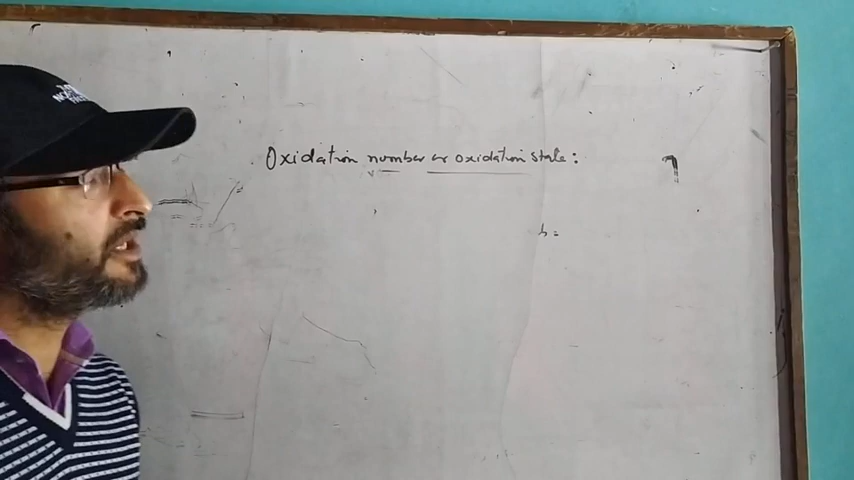 Oxidation number or oxidation state:
h =